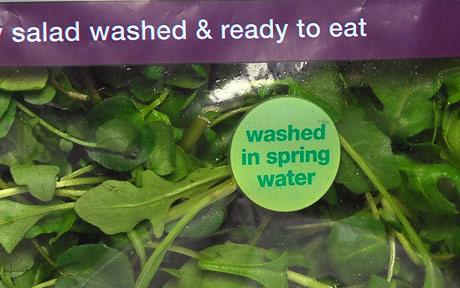 salad washed & ready to eat
washed
in spring
water